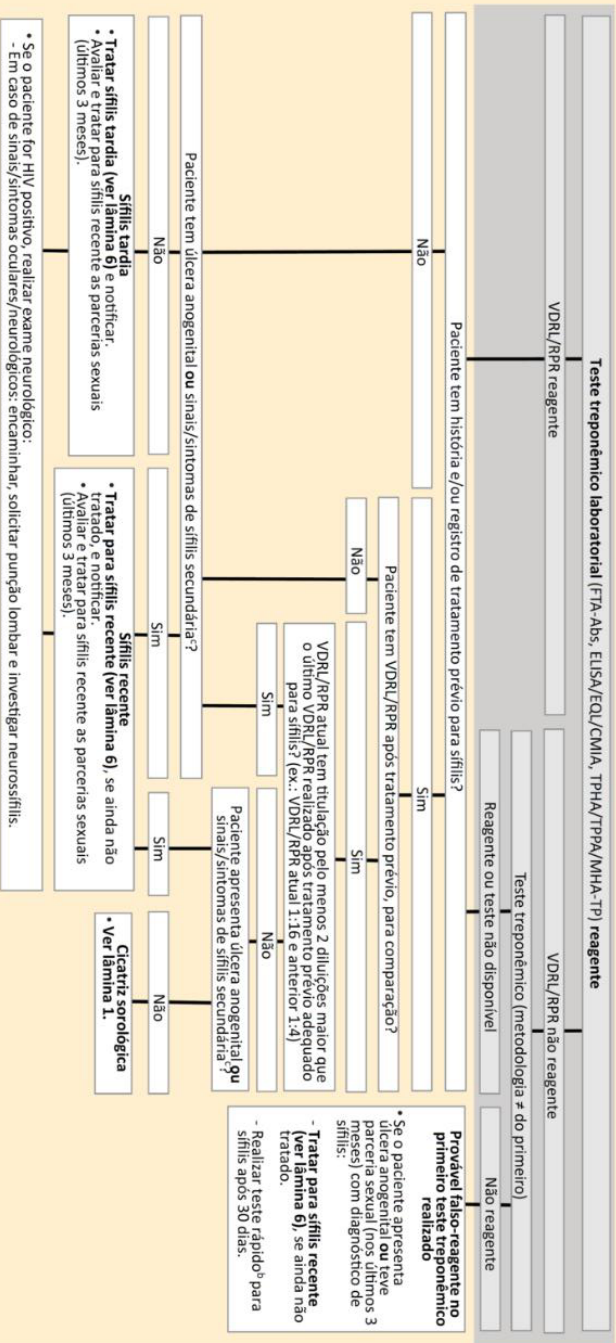 Teste treponêmico laboratorial (FTA-Abs, ELISA/EQL/CMIA, TPHA/TPPA/MHA-TP) reagente
VDRL/RPR reagente
VDRL/RPR não reagente
Teste treponêmico (metodologia ≠ do primeiro)
Reagente ou teste não disponível
Não reagente
Paciente tem história e/ou registro de tratamento prévio para sífilis?
Não
Sim
Paciente tem VDRL/RPR após tratamento prévio, para comparação?
Não
Sim
VDRL/RPR atual tem titulação pelo menos 2 diluições maior que
o último VDRL/RPR realizado após tratamento prévio adequado
para sífilis? (ex.: VDRL/RPR atual 1:16 e anterior 1:4)
Sim
Não
Paciente tem úlcera anogenital ou sinais/sintomas de sífilis secundáriaᶜ?
Paciente apresenta úlcera anogenital ou
sinais/sintomas de sífilis secundáriaᶜ?
Não
Sim
Sim
Não
Sífilis tardia
• Tratar sífilis tardia (ver lâmina 6) e notificar.
• Avaliar e tratar para sífilis recente as parcerias sexuais
(últimos 3 meses).
Sífilis recente
• Tratar para sífilis recente (ver lâmina 6), se ainda não
tratado, e notificar.
• Avaliar e tratar para sífilis recente as parcerias sexuais
(últimos 3 meses).
Cicatriz sorológica
• Ver lâmina 1.
• Se o paciente for HIV positivo, realizar exame neurológico:
- Em caso de sinais/sintomas oculares/neurológicos: encaminhar, solicitar punção lombar e investigar neurossífilis.
Provável falso-reagente no
primeiro teste treponêmico
realizado
• Se o paciente apresenta
úlcera anogenital ou teve
parceria sexual (nos últimos 3
meses) com diagnóstico de
sífilis:
- Tratar para sífilis recente
(ver lâmina 6), se ainda não
tratado.
- Realizar teste rápidoᵇ para
sífilis após 30 dias.